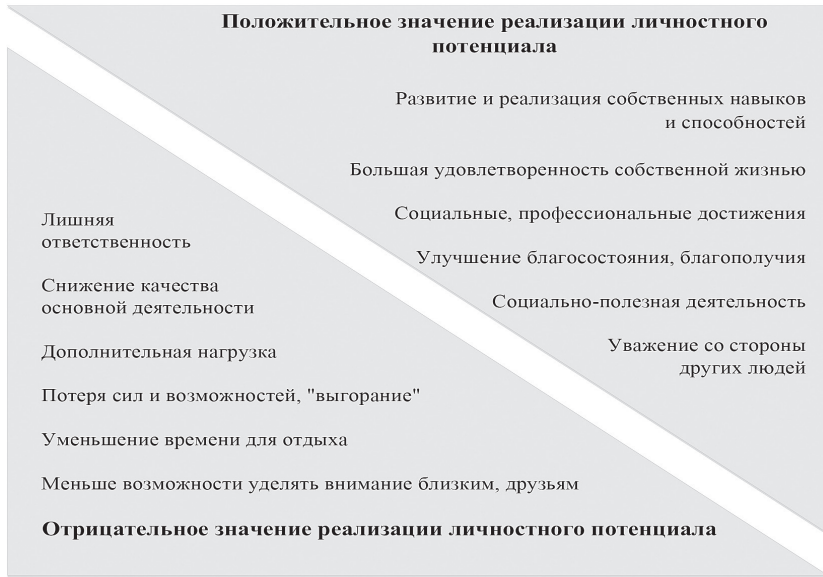 Положительное значение реализации личностного
потенциала
Развитие и реализация собственных навыков
и способностей
Большая удовлетворенность собственной жизнью
Социальные, профессиональные достижения
Улучшение благосостояния, благополучия
Социально-полезная деятельность
Уважение со стороны
других людей
Лишняя
ответственность
Снижение качества
основной деятельности
Дополнительная нагрузка
Потеря сил и возможностей, "выгорание"
Уменьшение времени для отдыха
Меньше возможности уделять внимание близким, друзьям
Отрицательное значение реализации личностного потенциала